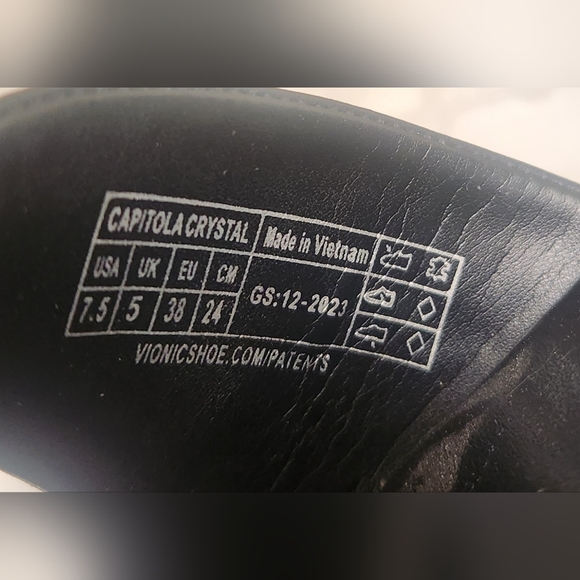 CAPITOLA CRYSTAL Made in Vietnam
USA UK EU CM
7.5 5 38 24 GS:12-2023
VIONICSHOE.COM/PATENTS